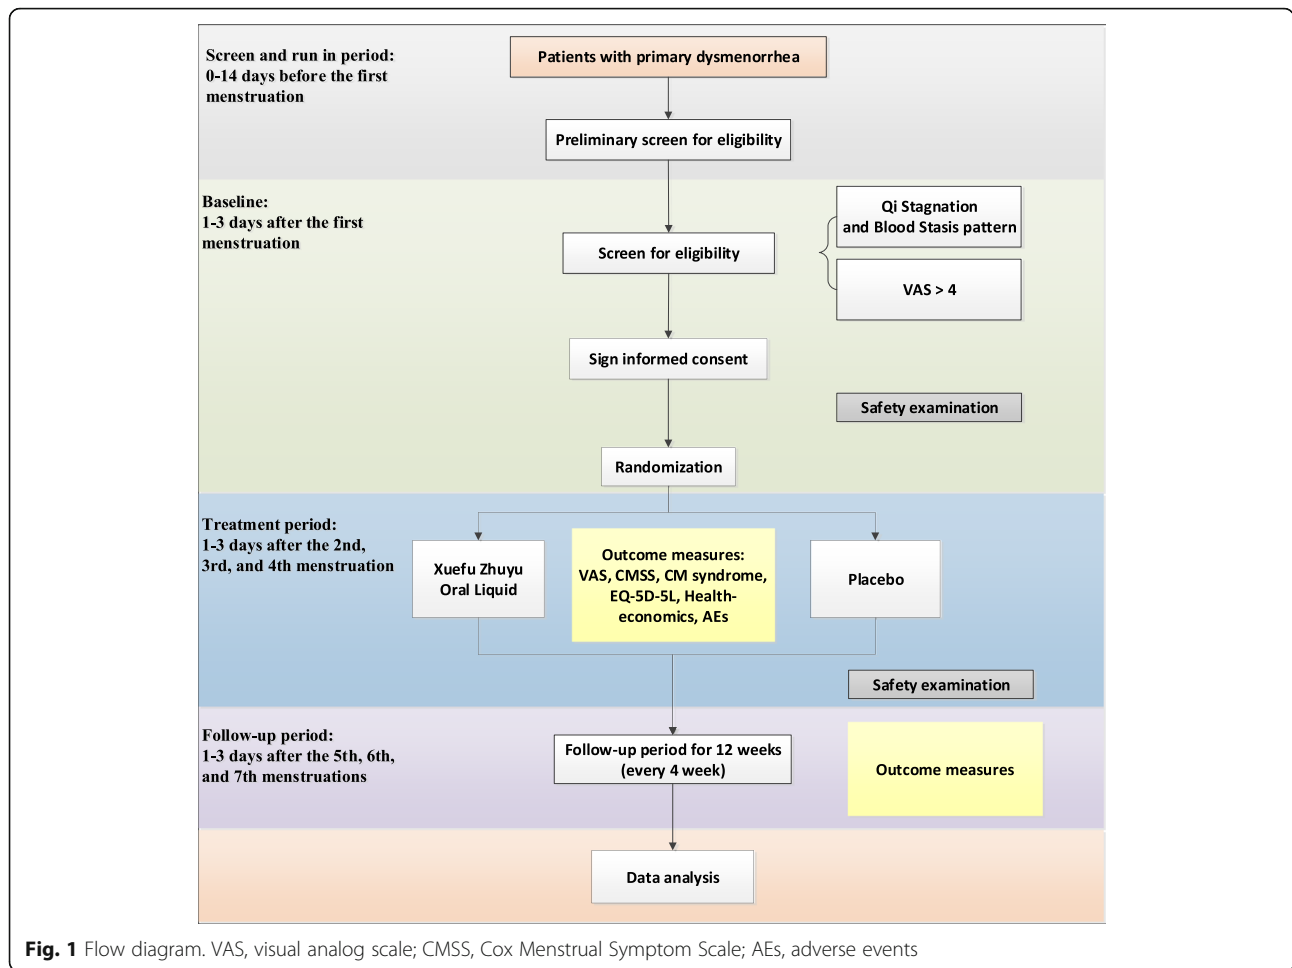 Screen and run in period:
0-14 days before the first
menstruation
Patients with primary dysmenorrhea
Preliminary screen for eligibility
Baseline:
1-3 days after the first
menstruation
Screen for eligibility
Qi Stagnation
and Blood Stasis pattern
VAS > 4
Sign informed consent
Safety examination
Randomization
Treatment period:
1-3 days after the 2nd,
3rd, and 4th menstruation
Xuefu Zhuyu
Oral Liquid
Outcome measures:
VAS, CMSS, CM syndrome,
EQ-5D-5L, Health-
economics, AEs
Placebo
Safety examination
Follow-up period:
1-3 days after the 5th, 6th,
and 7th menstruations
Follow-up period for 12 weeks
(every 4 week)
Outcome measures
Data analysis
Fig. 1 Flow diagram. VAS, visual analog scale; CMSS, Cox Menstrual Symptom Scale; AEs, adverse events